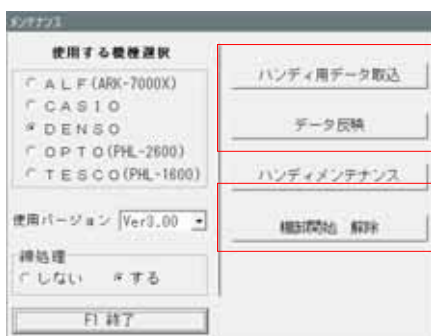 メンテナンス
使用する機種選択
ＡＬＦ(ARK-7000X)
ＣＡＳＩＯ
ＤＥＮＳＯ
ＯＰＴＯ(PHL-2600)
ＴＥＳＣＯ(PHL-1600)
使用バージョン Ver3.00
締処理
しない する
F1 終了
ハンディ用データ取込
データ反映
ハンディメンテナンス
棚卸開始 解除